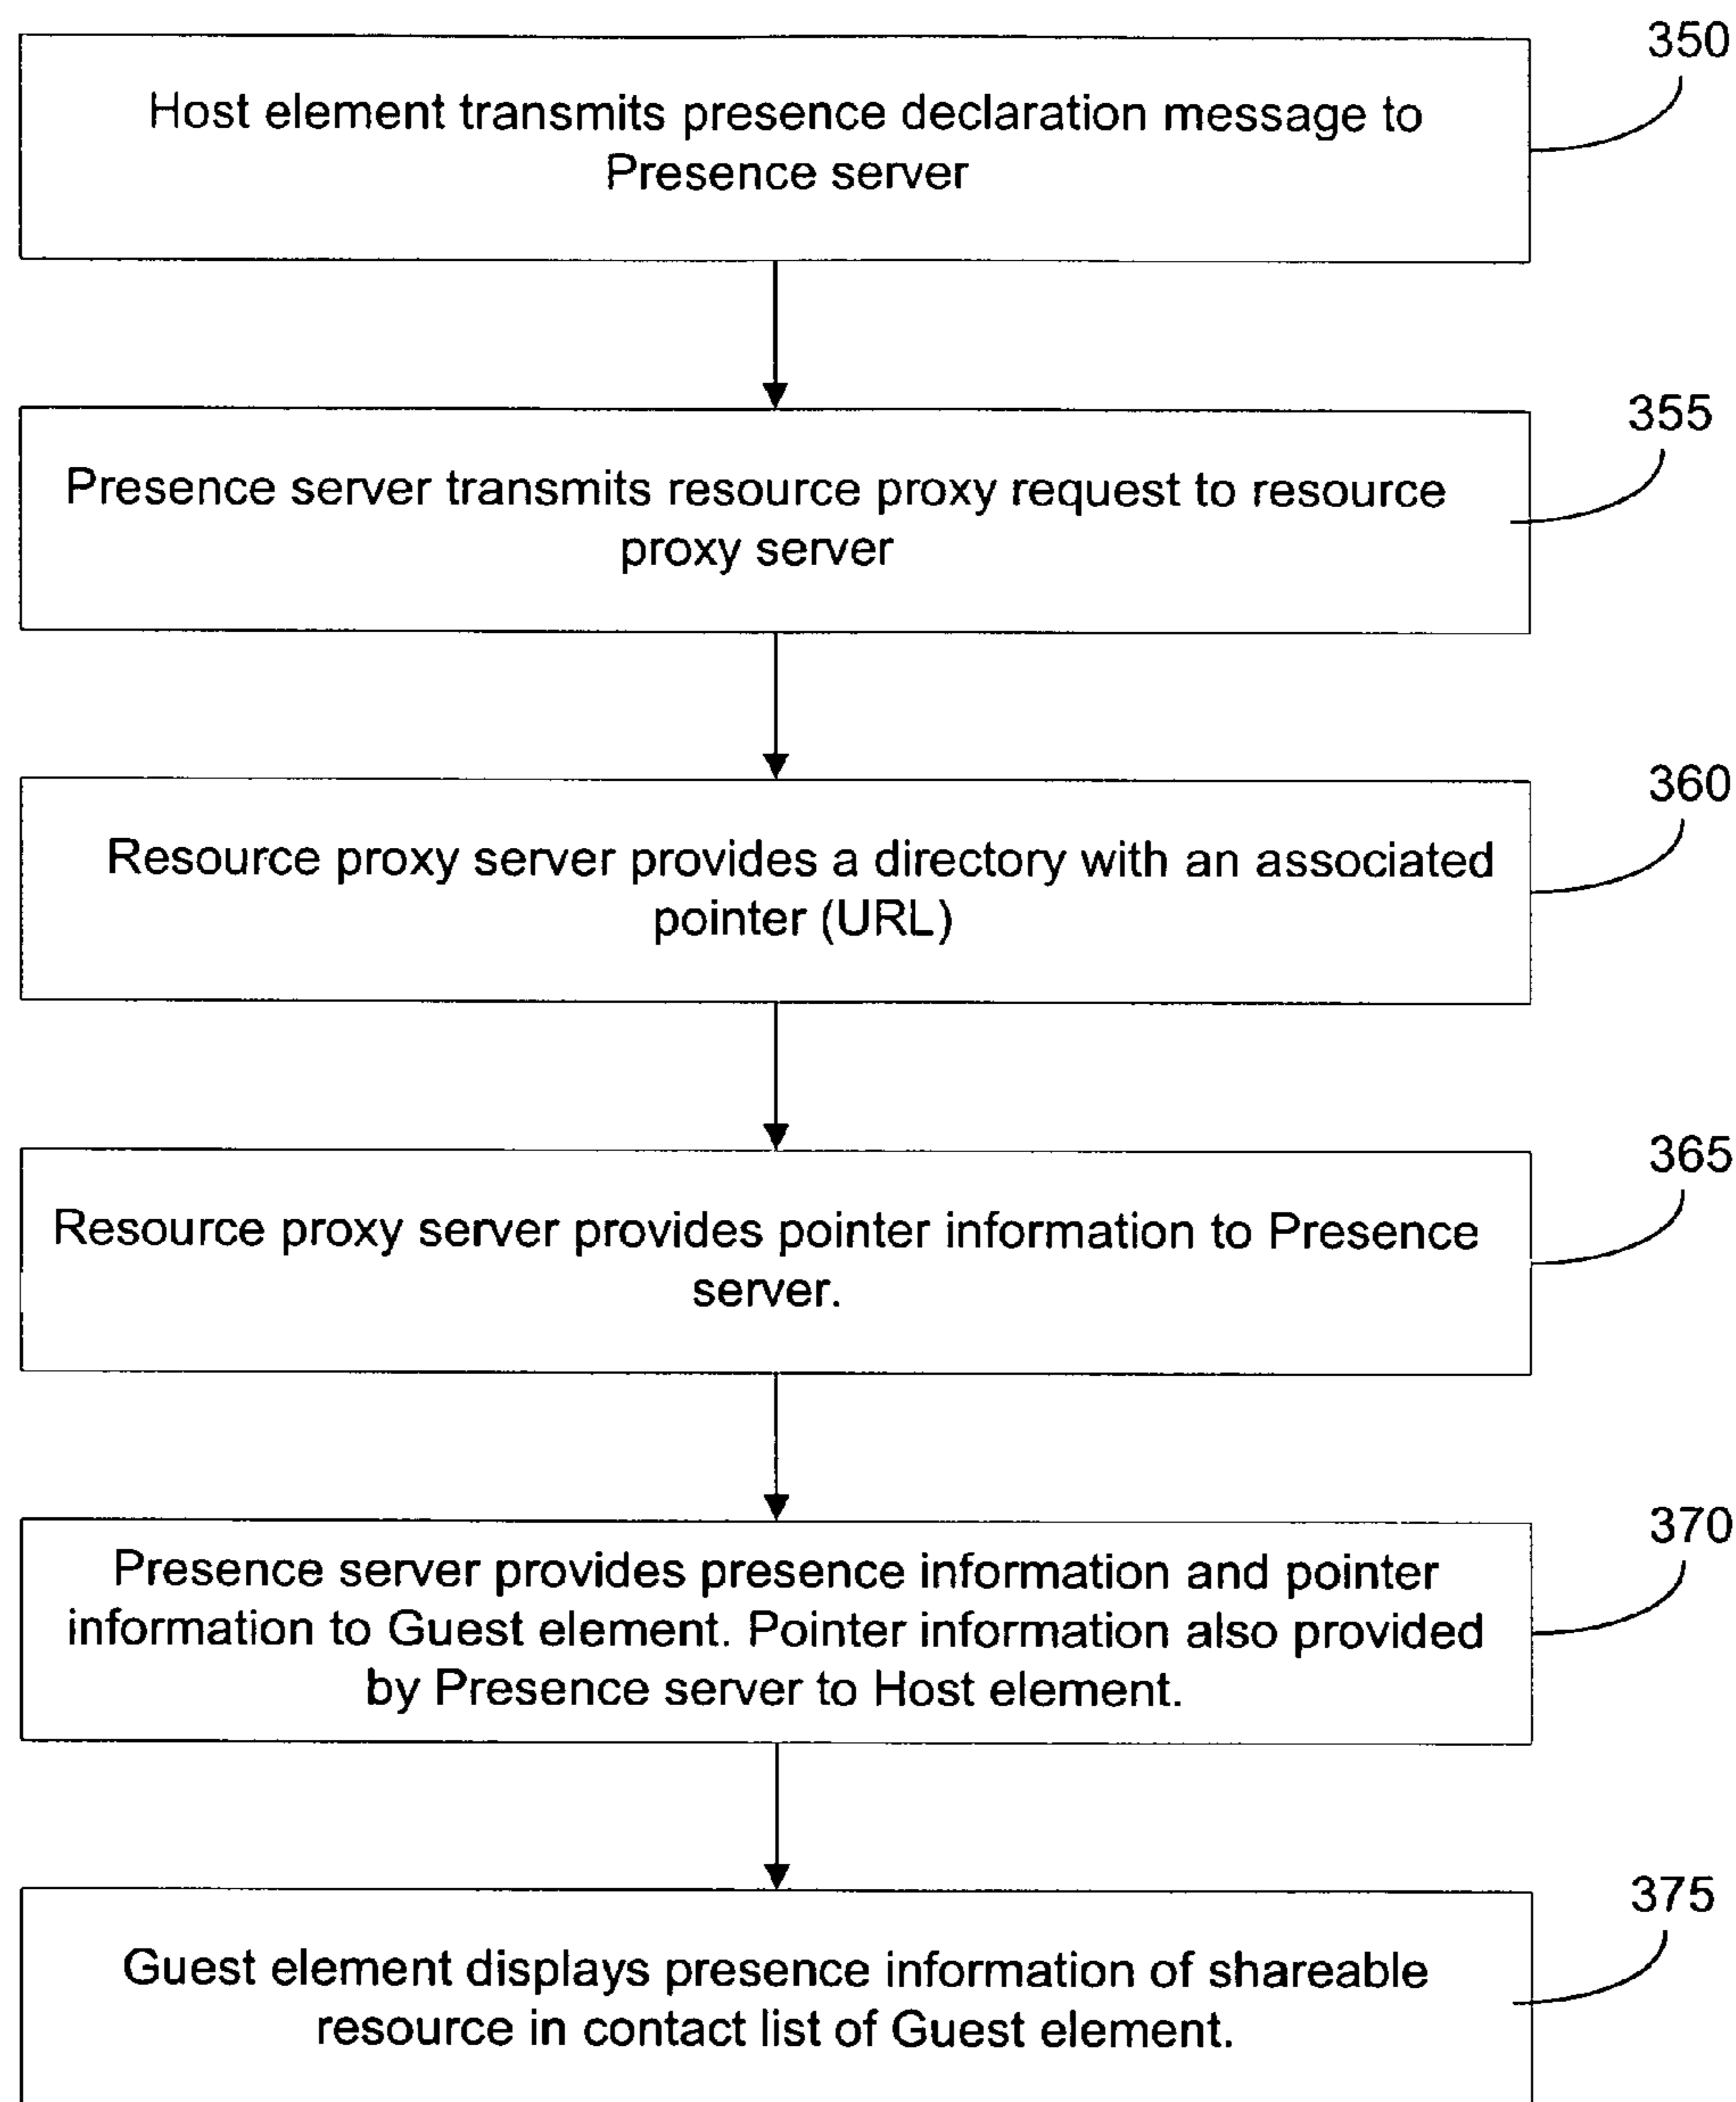 350
Host element transmits presence declaration message to
Presence server
355
Presence server transmits resource proxy request to resource
proxy server
360
Resource proxy server provides a directory with an associated
pointer (URL)
365
Resource proxy server provides pointer information to Presence
server.
370
Presence server provides presence information and pointer
information to Guest element. Pointer information also provided
by Presence server to Host element.
375
Guest element displays presence information of shareable
resource in contact list of Guest element.